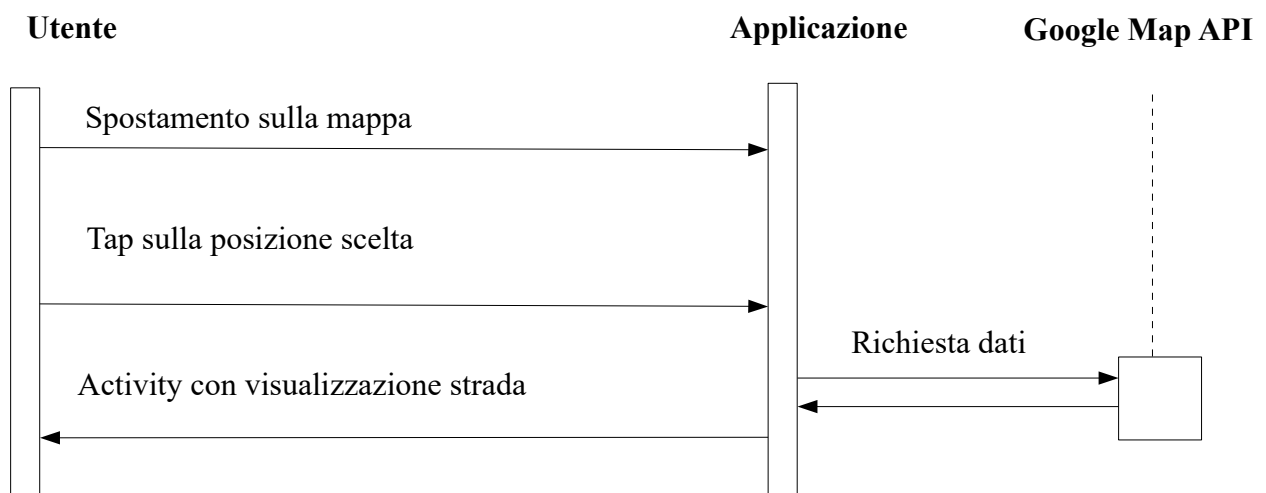 Utente
Applicazione
Google Map API
Spostamento sulla mappa
Tap sulla posizione scelta
Richiesta dati
Activity con visualizzazione strada